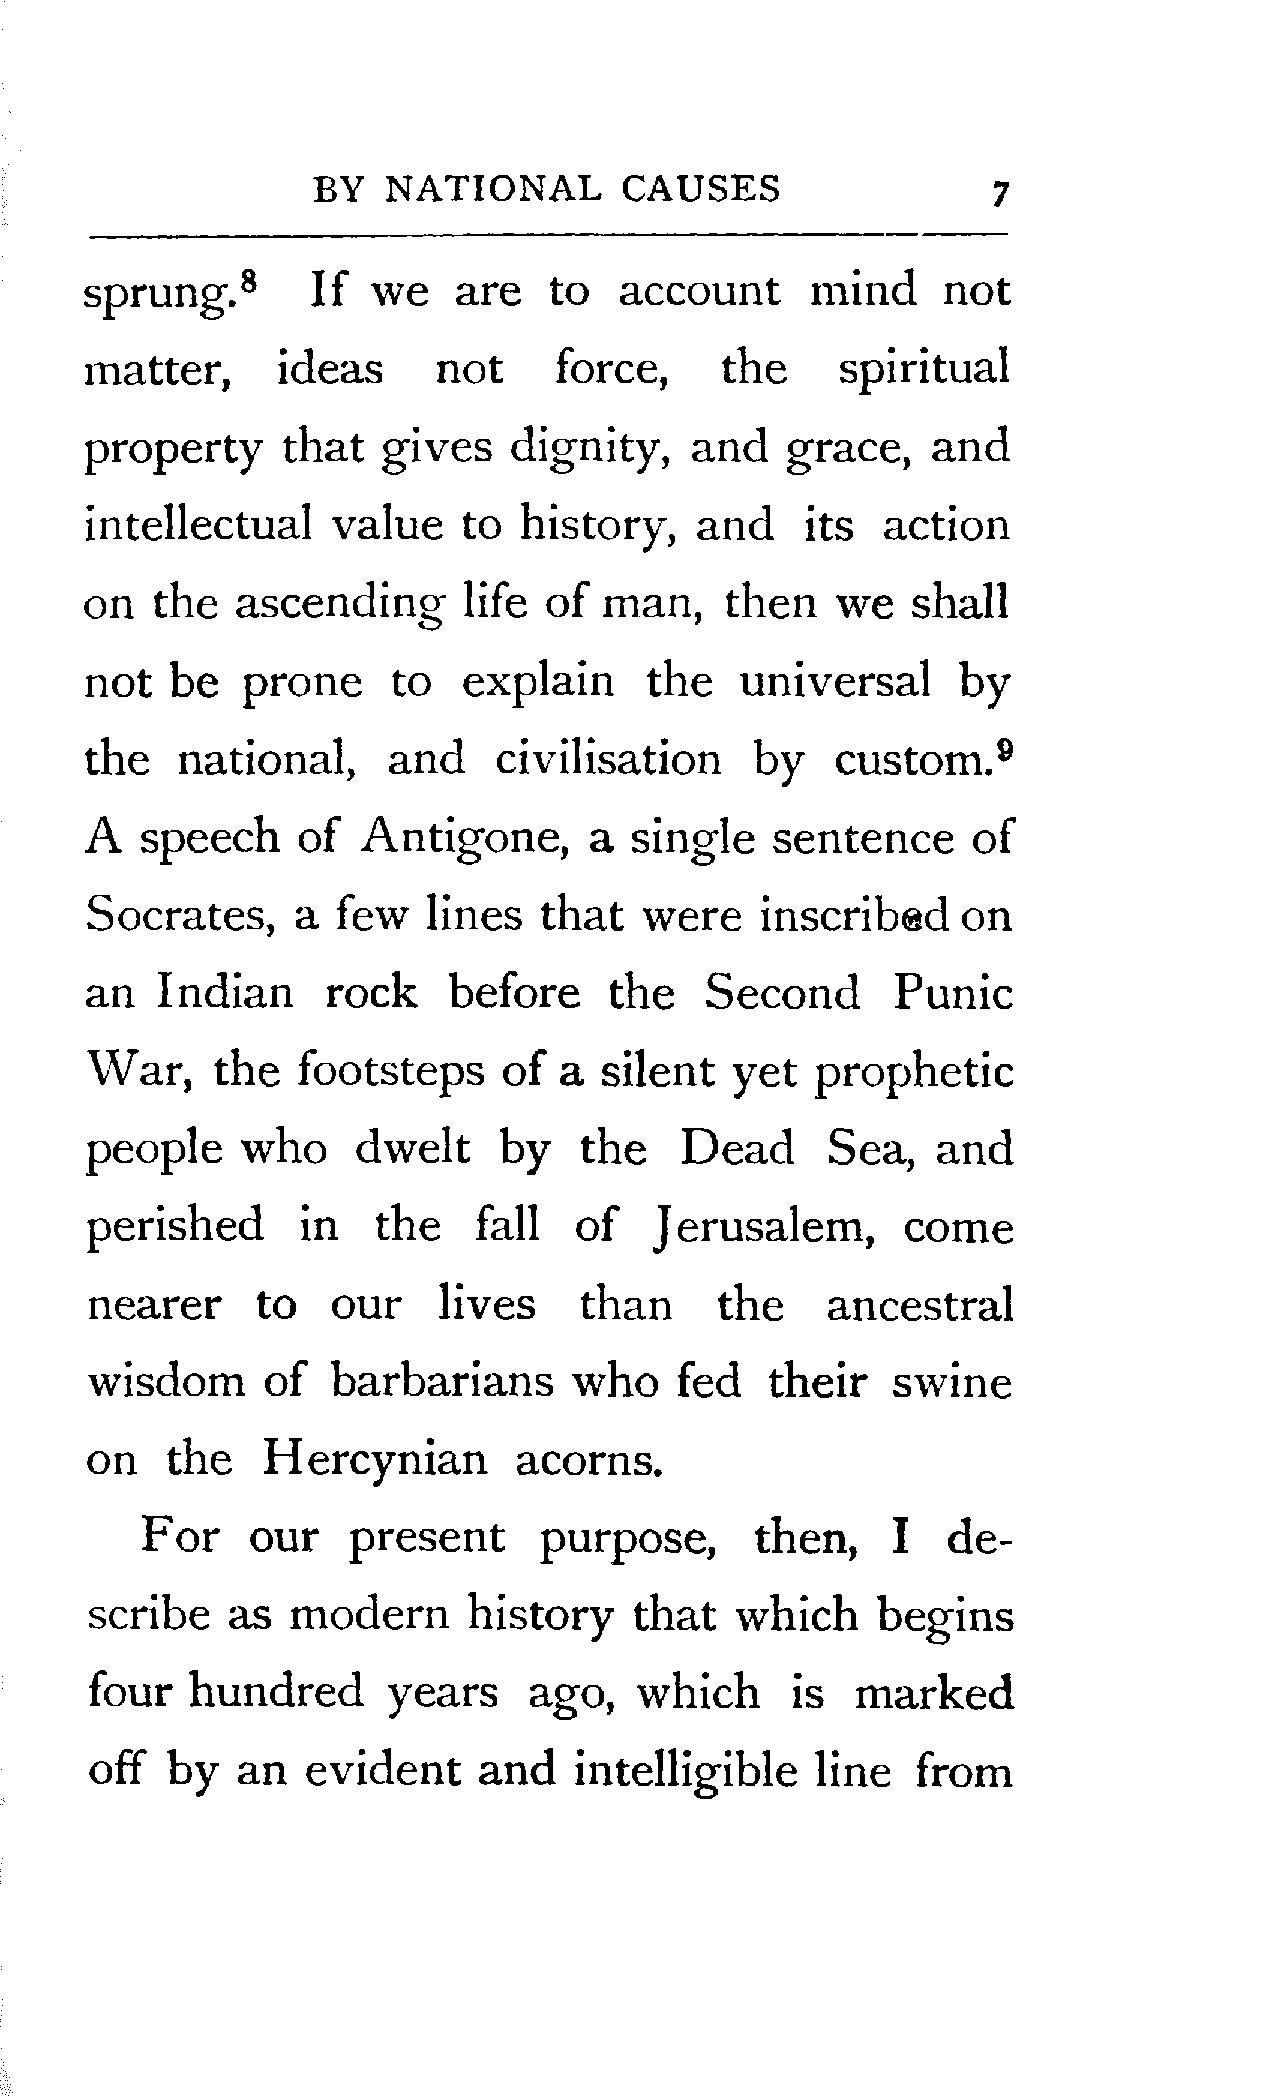 BY NATIONAL CAUSES 7
sprung.⁸ If we are to account mind not
matter, ideas not force, the spiritual
property that gives dignity, and grace, and
intellectual value to history, and its action
on the ascending life of man, then we shall
not be prone to explain the universal by
the national, and civilisation by custom.⁹
A speech of Antigone, a single sentence of
Socrates, a few lines that were inscribed on
an Indian rock before the Second Punic
War, the footsteps of a silent yet prophetic
people who dwelt by the Dead Sea, and
perished in the fall of Jerusalem, come
nearer to our lives than the ancestral
wisdom of barbarians who fed their swine
on the Hercynian acorns.
For our present purpose, then, I de-
scribe as modern history that which begins
four hundred years ago, which is marked
off by an evident and intelligible line from